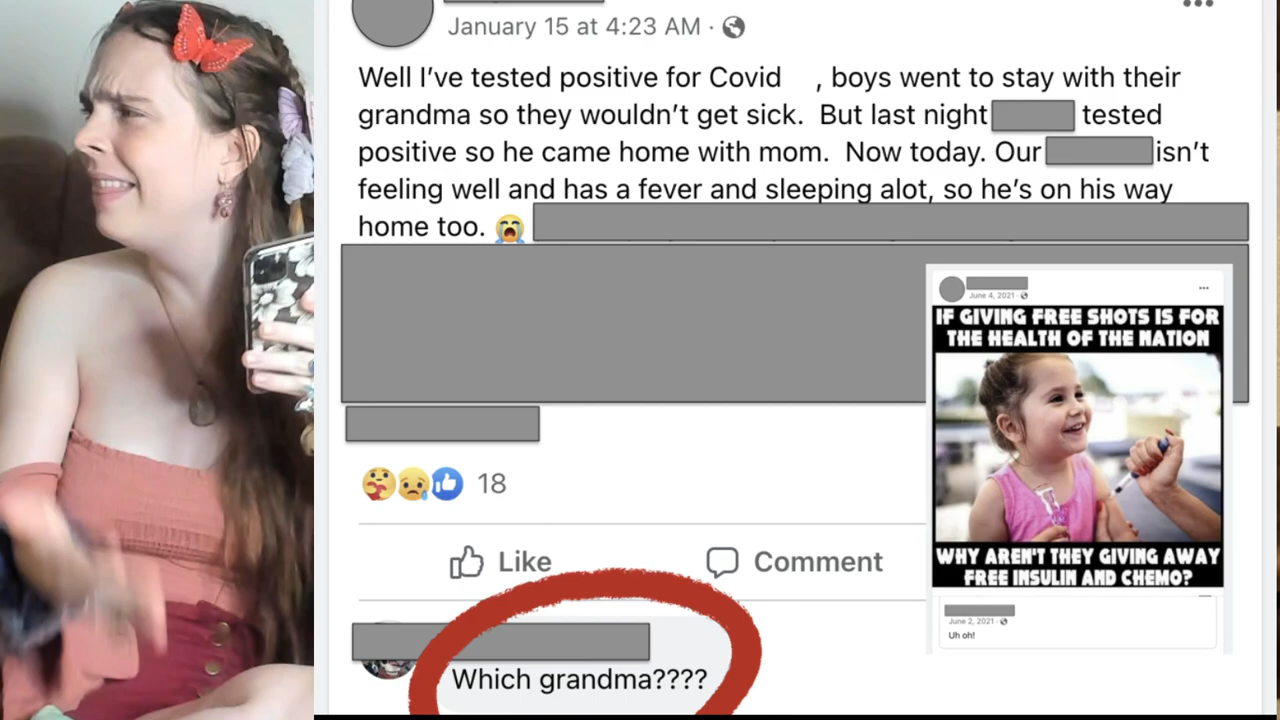 January 15 at 4:23 AM ·
Well I've tested positive for Covid , boys went to stay with their
grandma so they wouldn't get sick. But last night tested
positive so he came home with mom. Now today. Our isn't
feeling well and has a fever and sleeping alot, so he's on his way
home too.
June 4, 2021 ·
IF GIVING FREE SHOTS IS FOR
THE HEALTH OF THE NATION
WHY AREN'T THEY GIVING AWAY
FREE INSULIN AND CHEMO?
June 2, 2021 ·
Uh oh!
18
Like Comment
Which grandma????